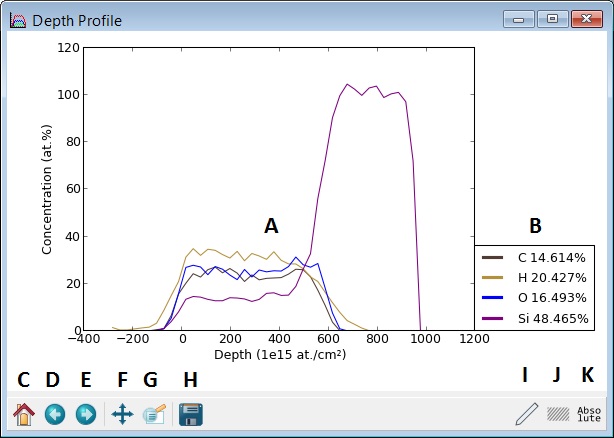 Depth Profile
120
100
80
60
40
20
0
Concentration (at.%)
A
B
C 14.614%
H 20.427%
O 16.493%
Si 48.465%
−400 −200 0 200 400 600 800 1000 1200
Depth (1e15 at./cm²)
C D E F G H I J K
Abso
lute